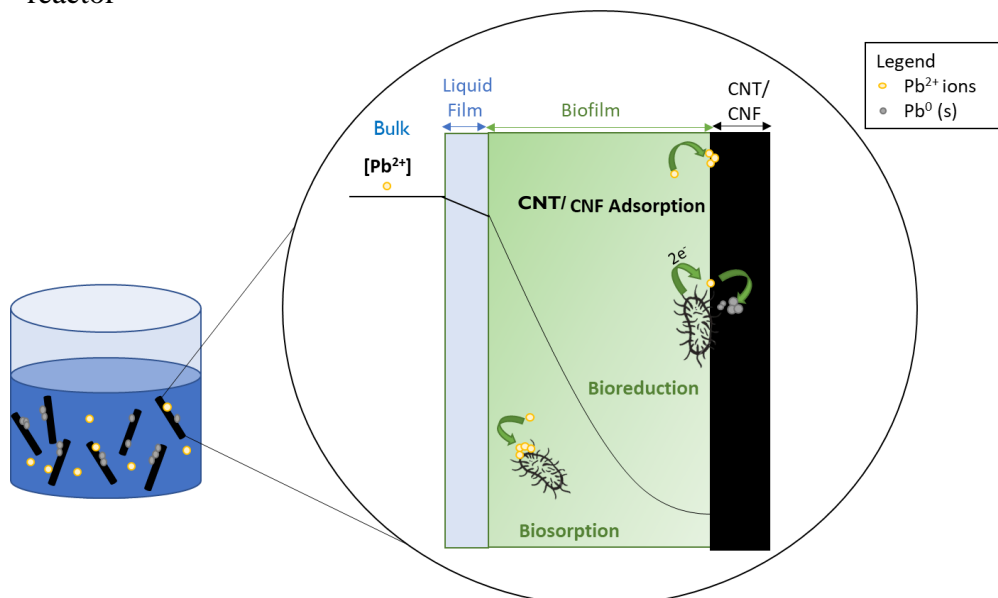 reactor
Legend
Pb²⁺ ions
Pb⁰ (s)
Liquid
Film
Biofilm
CNT/
CNF
Bulk
[Pb²⁺]
CNT/ CNF Adsorption
2e⁻
Bioreduction
Biosorption